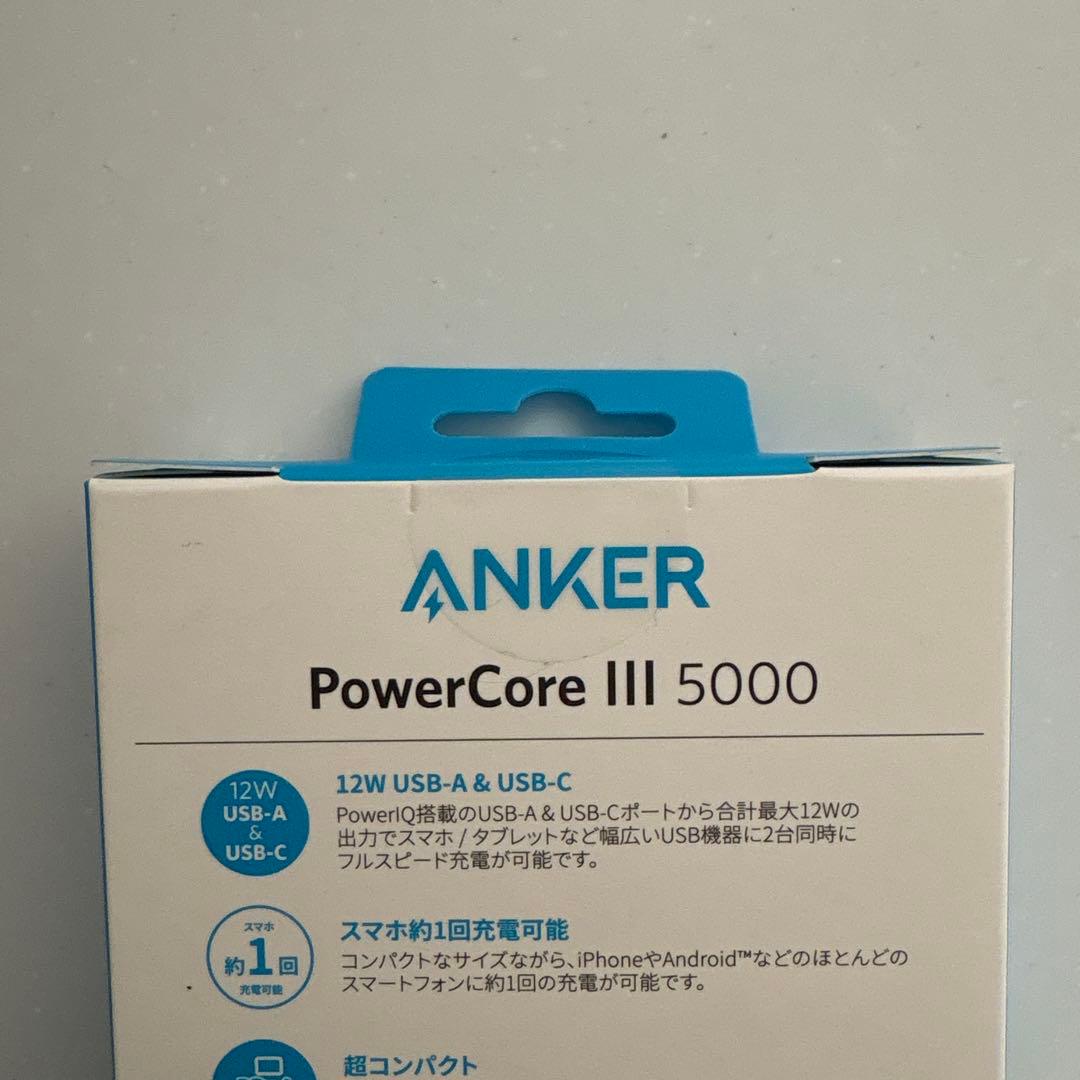 ANKER
PowerCore III 5000
12W
USB-A
&
USB-C
12W USB-A & USB-C
PowerIQ搭載のUSB-A & USB-Cポートから合計最大12Wの
出力でスマホ / タブレットなど幅広いUSB機器に2台同時に
フルスピード充電が可能です。
スマホ
約1回
充電可能
スマホ約1回充電可能
コンパクトなサイズながら、iPhoneやAndroid™などのほとんどの
スマートフォンに約1回の充電が可能です。
超コンパクト